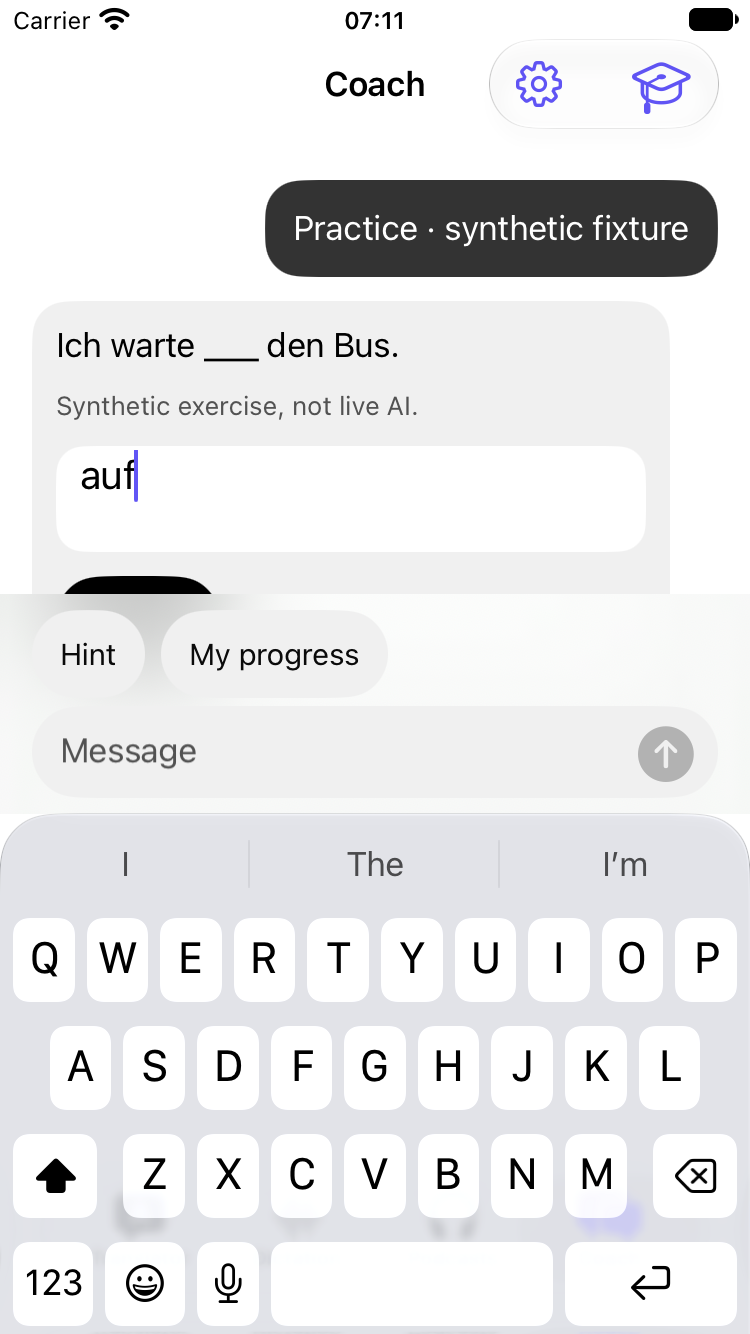 Carrier 07:11
Coach
Practice · synthetic fixture
Ich warte ___ den Bus.
Synthetic exercise, not live AI.
auf
Hint My progress
Message
I The I’m
Q W E R T Y U I O P
A S D F G H J K L
Z X C V B N M
123